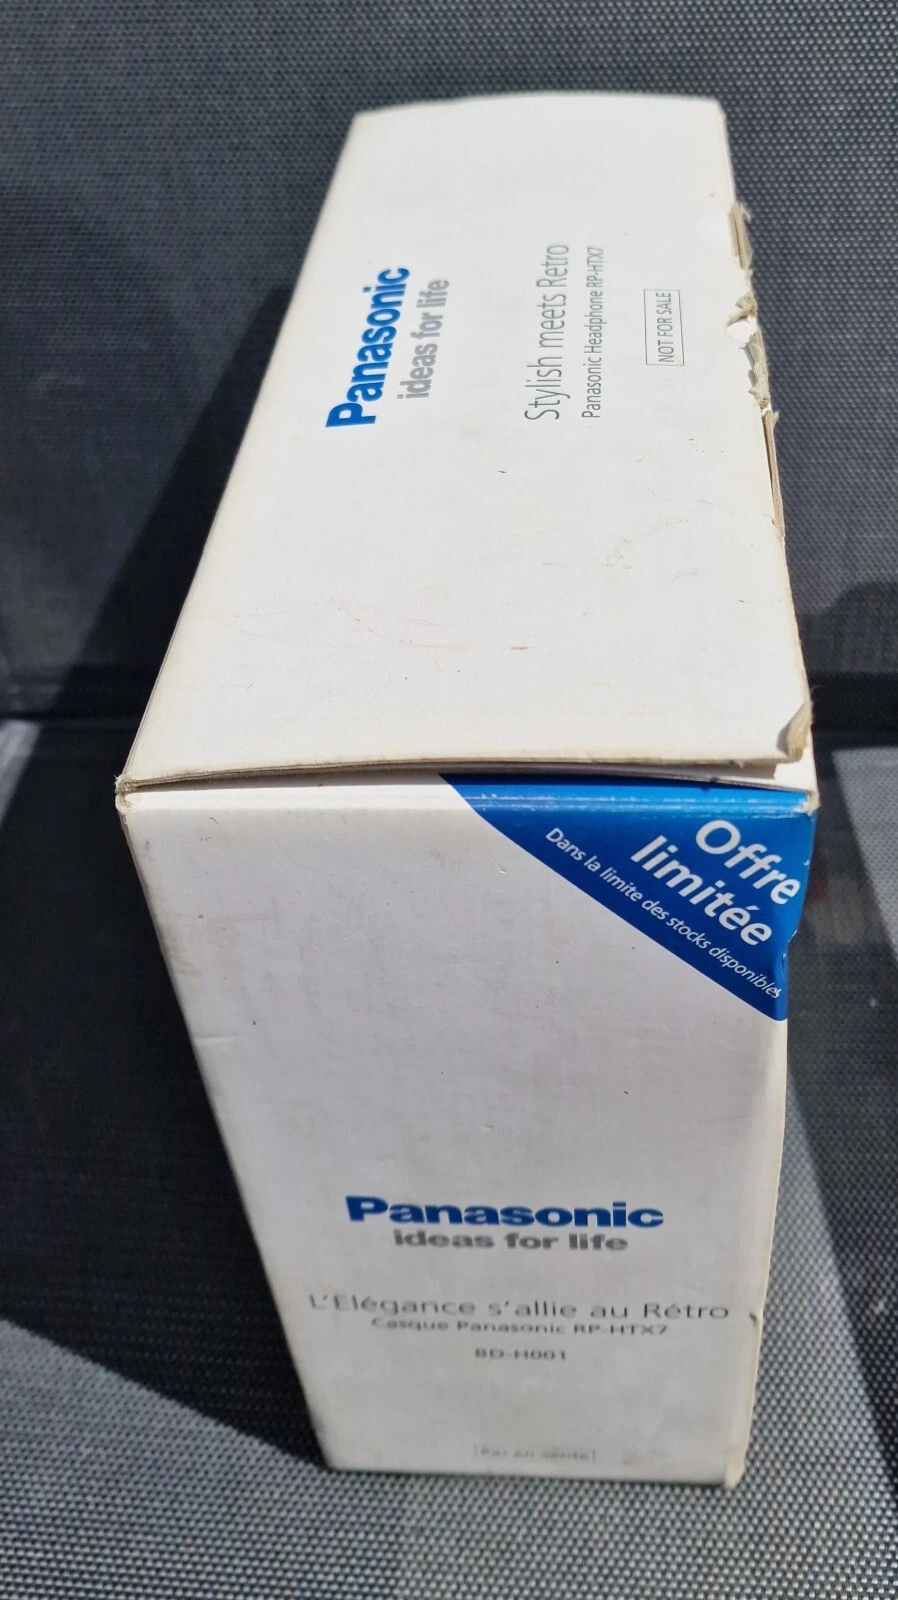 Panasonic
ideas for life
Stylish meets Retro
Panasonic Headphone RP-HTX7
NOT FOR SALE
Offre
limitée
Dans la limite des stocks disponibles
Panasonic
ideas for life
L'Elégance s'allie au Rétro
Casque Panasonic RP-HTX7
BD-H001
[Pas en vente]